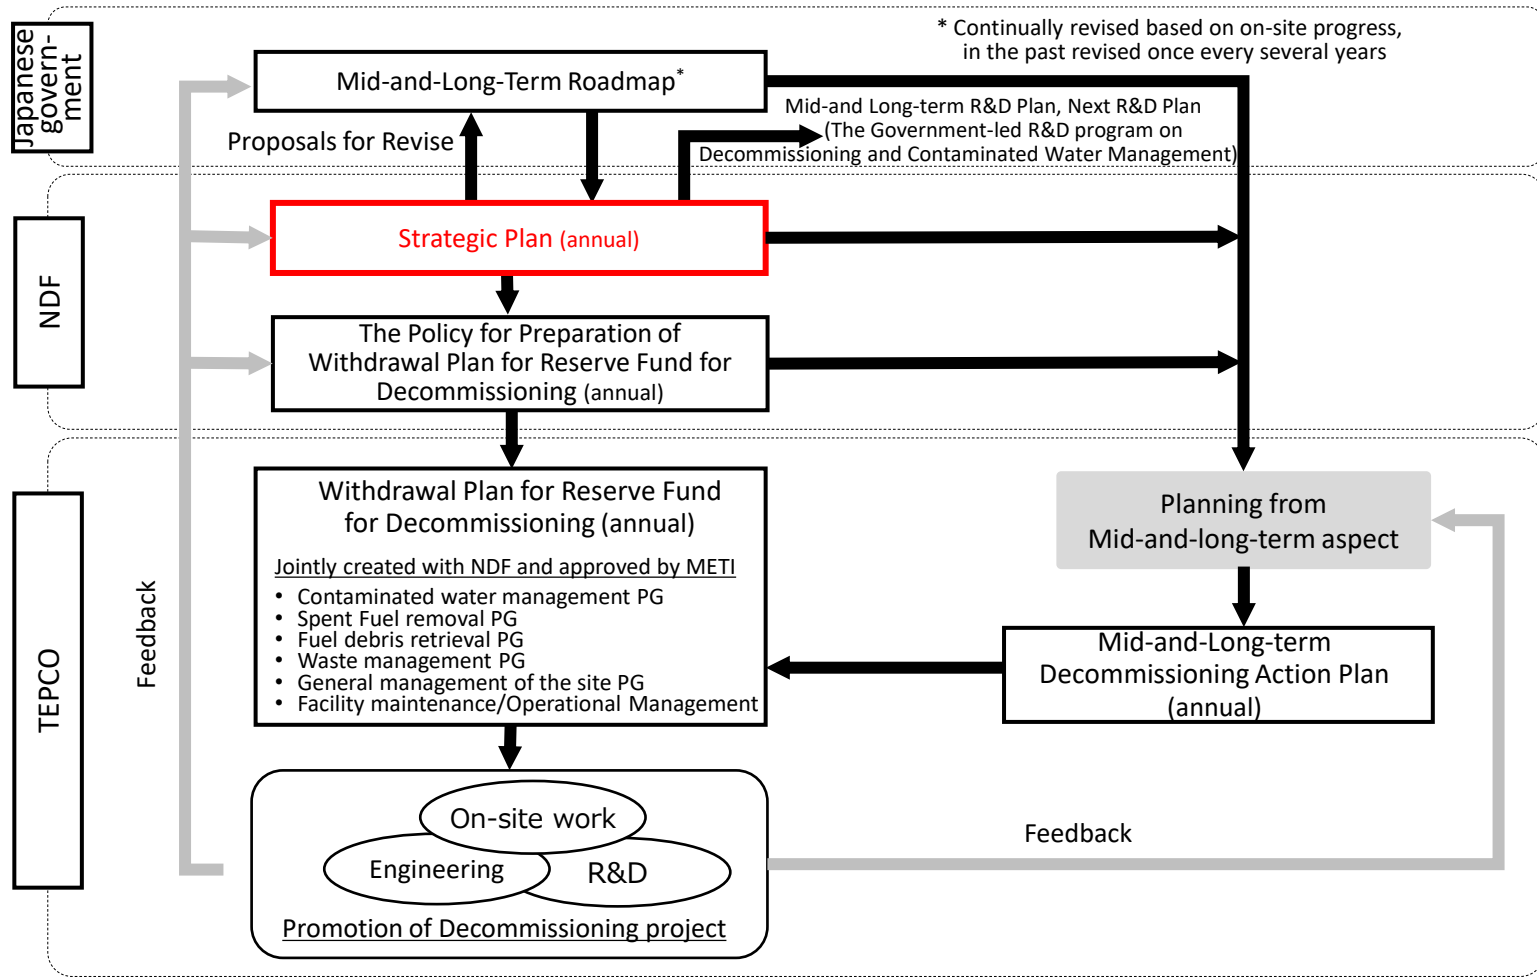 Japanese
govern-
ment
* Continually revised based on on-site progress,
in the past revised once every several years
Mid-and-Long-Term Roadmap*
Mid-and Long-term R&D Plan, Next R&D Plan
(The Government-led R&D program on
Decommissioning and Contaminated Water Management)
Proposals for Revise
NDF
Strategic Plan (annual)
The Policy for Preparation of
Withdrawal Plan for Reserve Fund for
Decommissioning (annual)
TEPCO
Feedback
Withdrawal Plan for Reserve Fund
for Decommissioning (annual)
Jointly created with NDF and approved by METI
• Contaminated water management PG
• Spent Fuel removal PG
• Fuel debris retrieval PG
• Waste management PG
• General management of the site PG
• Facility maintenance/Operational Management
Planning from
Mid-and-long-term aspect
Mid-and-Long-term
Decommissioning Action Plan
(annual)
On-site work
Engineering
R&D
Promotion of Decommissioning project
Feedback